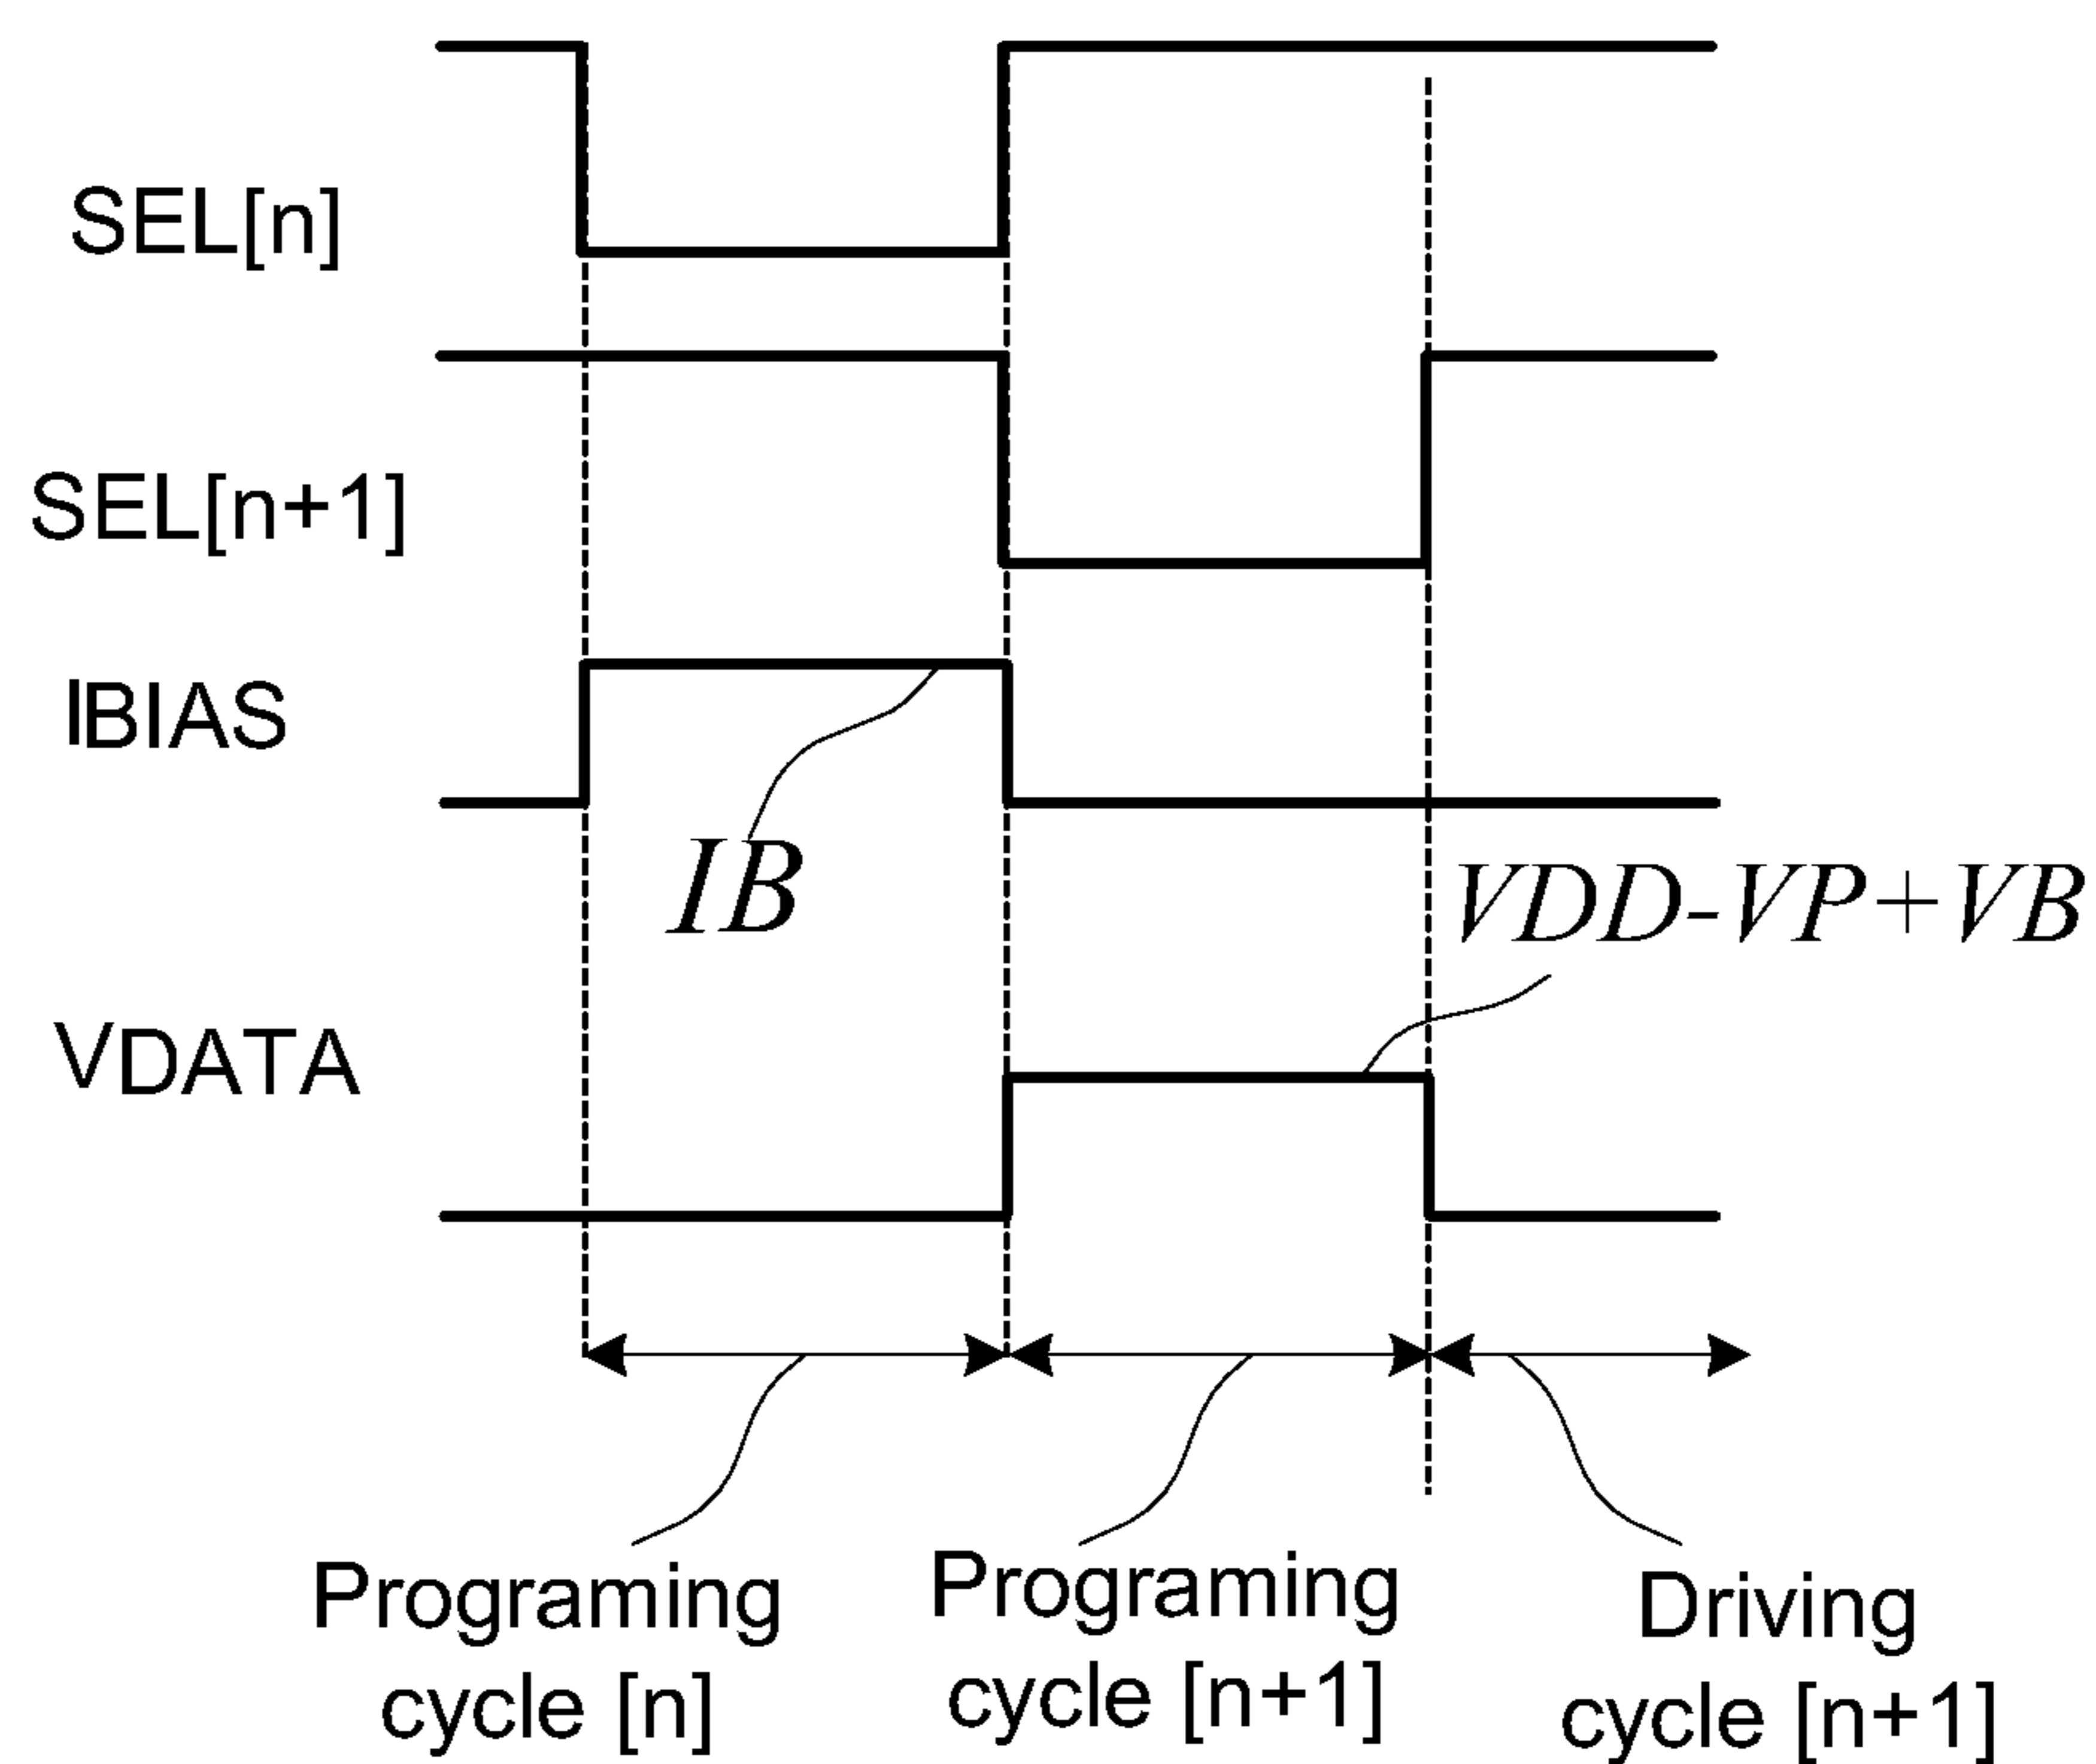 SEL[n]
SEL[n+1]
IBIAS
IB
VDD-VP+VB
VDATA
Programing
cycle [n]
Programing
cycle [n+1]
Driving
cycle [n+1]